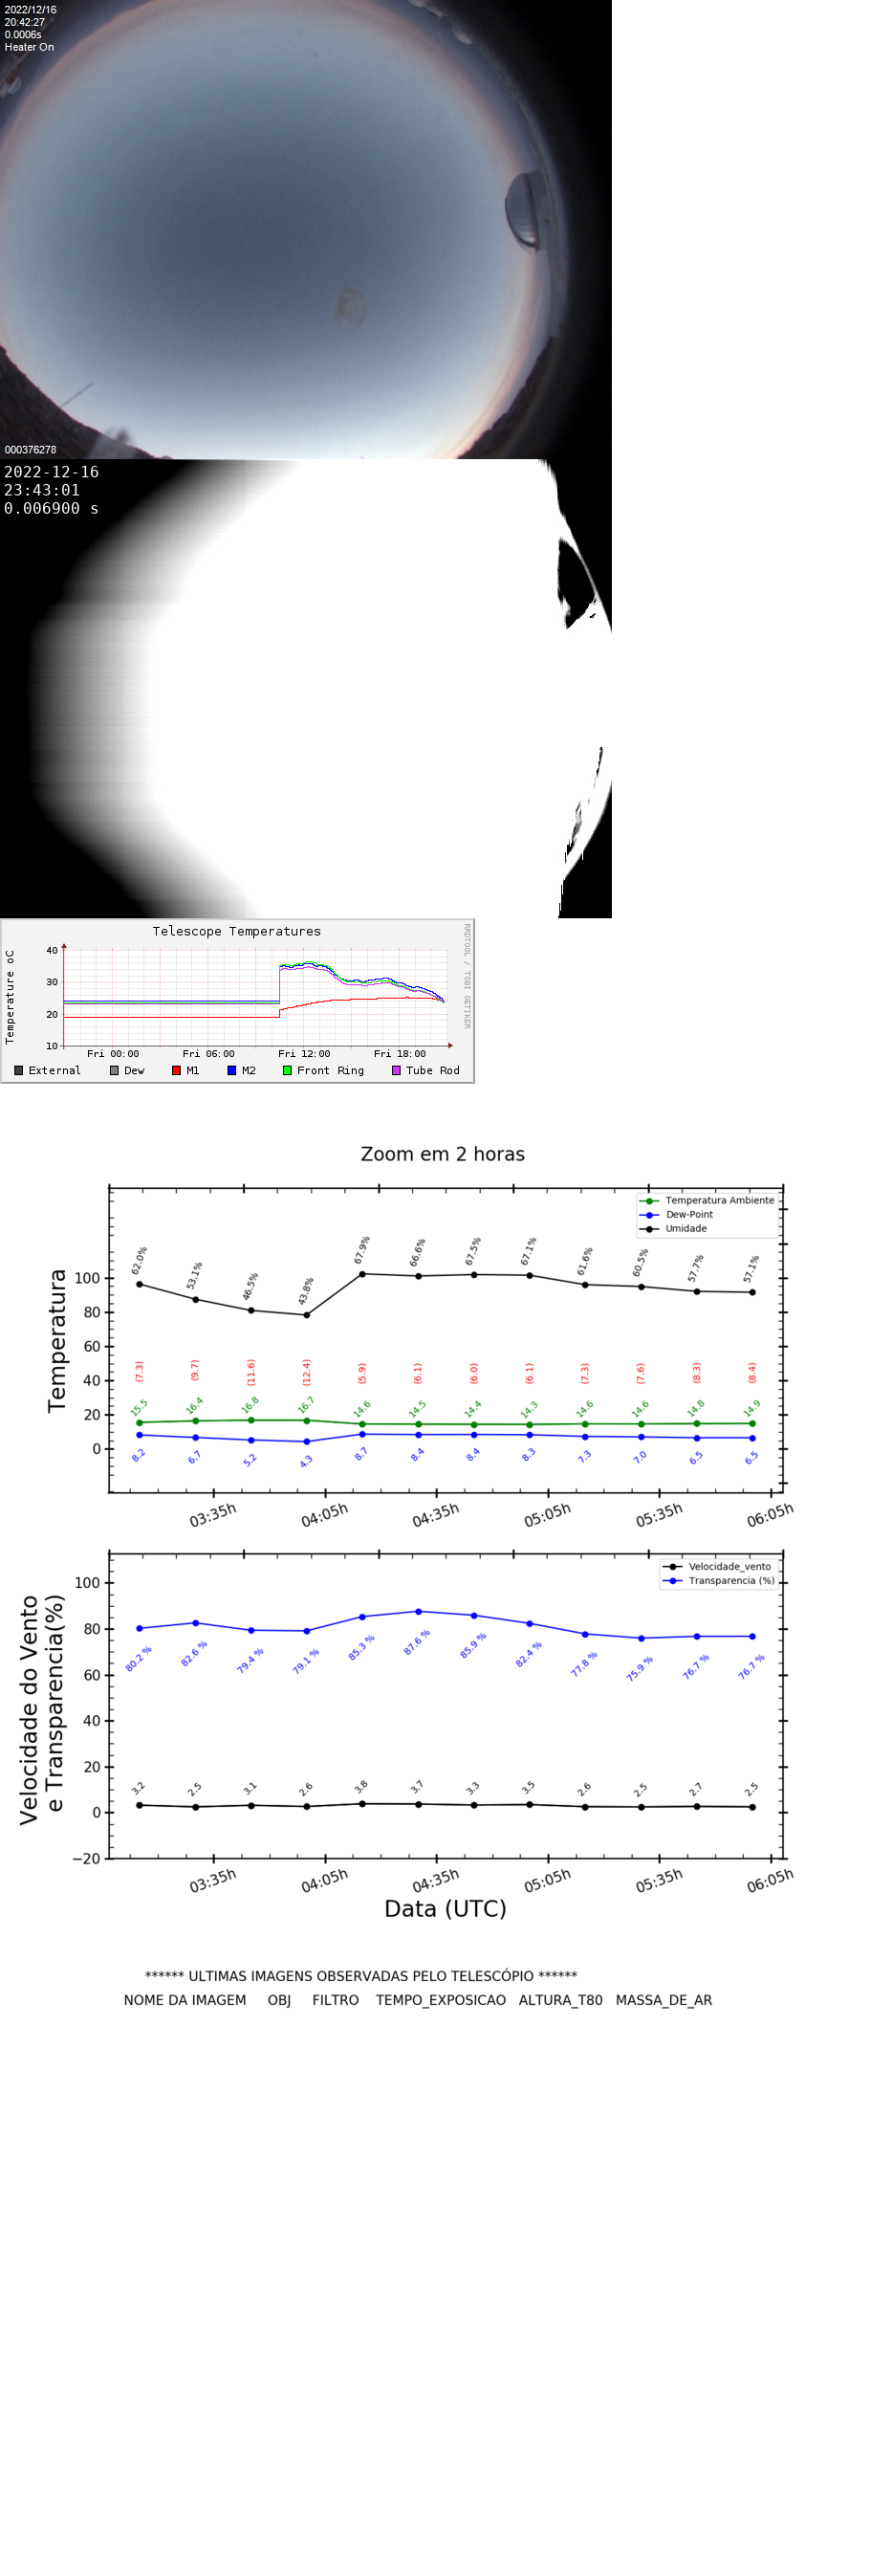 2022/12/16
20:42:27
0.0006s
Heater On
000376278
2022-12-16
23:43:01
0.006900 s
Telescope Temperatures
RRDTOOL / TOBI OETIKER
Temperature oC
40
30
20
10
Fri 00:00 Fri 06:00 Fri 12:00 Fri 18:00
External Dew M1 M2 Front Ring Tube Rod
Zoom em 2 horas
Temperatura Ambiente
Dew-Point
Umidade
Temperatura
100
80
60
40
20
0
62.0% 53.1% 46.5% 43.8% 67.9% 66.6% 67.5% 67.1% 61.6% 60.5% 57.7% 57.1%
(7.3) (9.7) (11.6) (12.4) (5.9) (6.1) (6.0) (6.1) (7.3) (7.6) (8.3) (8.4)
15.5 16.4 16.8 16.7 14.6 14.5 14.4 14.3 14.6 14.6 14.8 14.9
8.2 6.7 5.2 4.3 8.7 8.4 8.4 8.3 7.3 7.0 6.5 6.5
03:35h 04:05h 04:35h 05:05h 05:35h 06:05h
Velocidade_vento
Transparencia (%)
Velocidade do Vento
e Transparencia(%)
100
80
60
40
20
0
−20
80.2 % 82.6 % 79.4 % 79.1 % 85.3 % 87.6 % 85.9 % 82.4 % 77.8 % 75.9 % 76.7 % 76.7 %
3.2 2.5 3.1 2.6 3.8 3.7 3.3 3.5 2.6 2.5 2.7 2.5
03:35h 04:05h 04:35h 05:05h 05:35h 06:05h
Data (UTC)
****** ULTIMAS IMAGENS OBSERVADAS PELO TELESCÓPIO ******
NOME DA IMAGEM OBJ FILTRO TEMPO_EXPOSICAO ALTURA_T80 MASSA_DE_AR